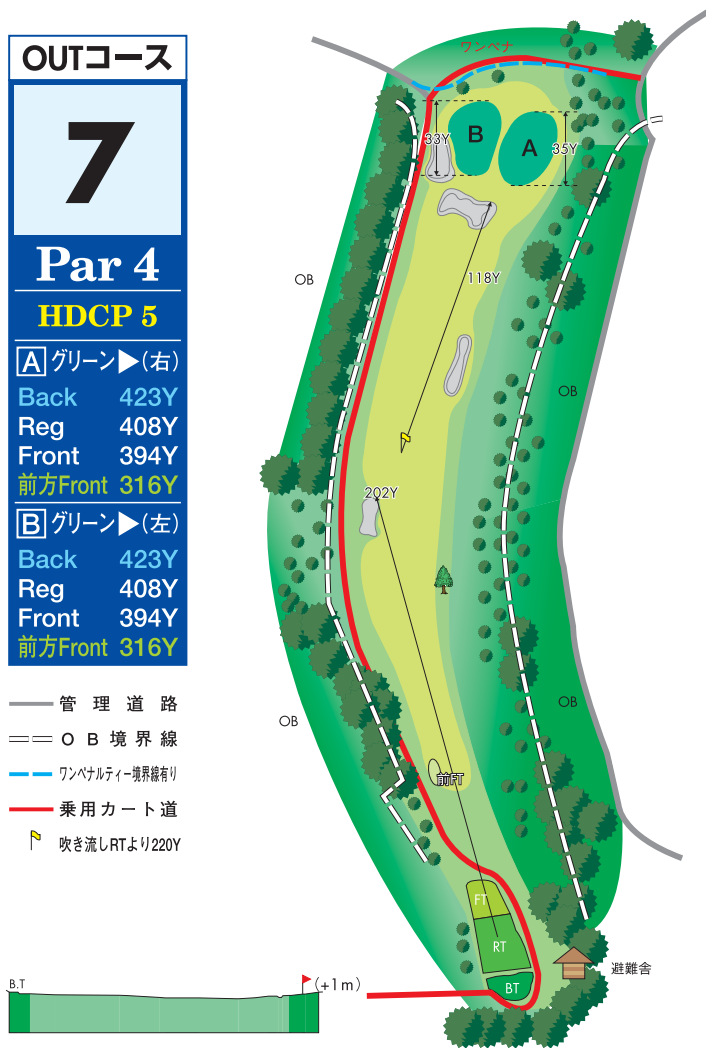 OUTコース
7
Par 4
HDCP 5
A グリーン▶(右)
Back 423Y
Reg 408Y
Front 394Y
前方Front 316Y
B グリーン▶(左)
Back 423Y
Reg 408Y
Front 394Y
前方Front 316Y
管理道路
OB境界線
ワンペナルティー境界線有り
乗用カート道
吹き流しRTより220Y
B.T
(+1m)
ワンペナ
33Y
B
A
35Y
118Y
OB
OB
202Y
OB
OB
前FT
FT
RT
BT
避難舎